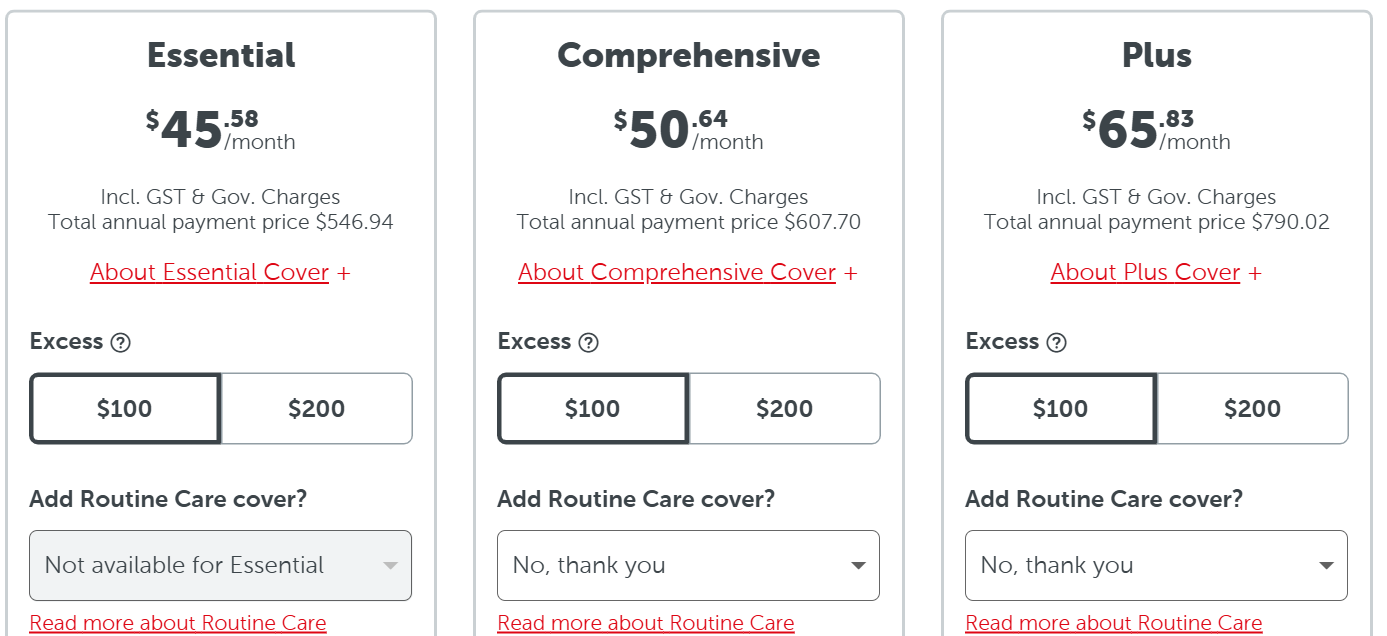 Essential
$45.58/month
Incl. GST & Gov. Charges
Total annual payment price $546.94
About Essential Cover +
Excess ?
$100 $200
Add Routine Care cover?
Not available for Essential
Read more about Routine Care
Comprehensive
$50.64/month
Incl. GST & Gov. Charges
Total annual payment price $607.70
About Comprehensive Cover +
Excess ?
$100 $200
Add Routine Care cover?
No, thank you
Read more about Routine Care
Plus
$65.83/month
Incl. GST & Gov. Charges
Total annual payment price $790.02
About Plus Cover +
Excess ?
$100 $200
Add Routine Care cover?
No, thank you
Read more about Routine Care